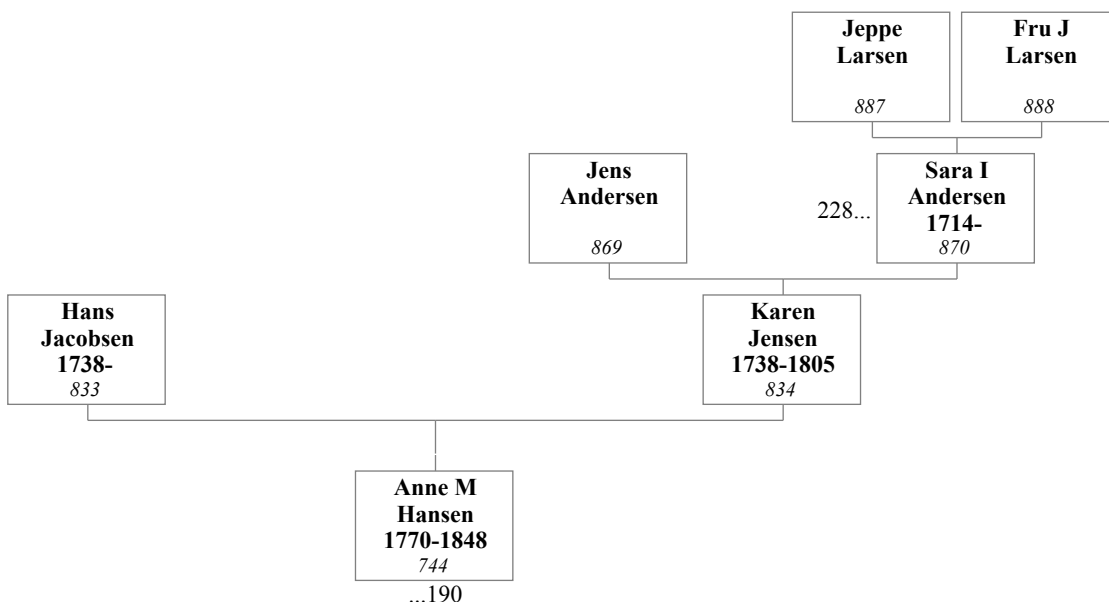 Jeppe
Larsen
887
Fru J
Larsen
888
Jens
Andersen
869
228...
Sara I
Andersen
1714-
870
Hans
Jacobsen
1738-
833
Karen
Jensen
1738-1805
834
Anne M
Hansen
1770-1848
744
...190